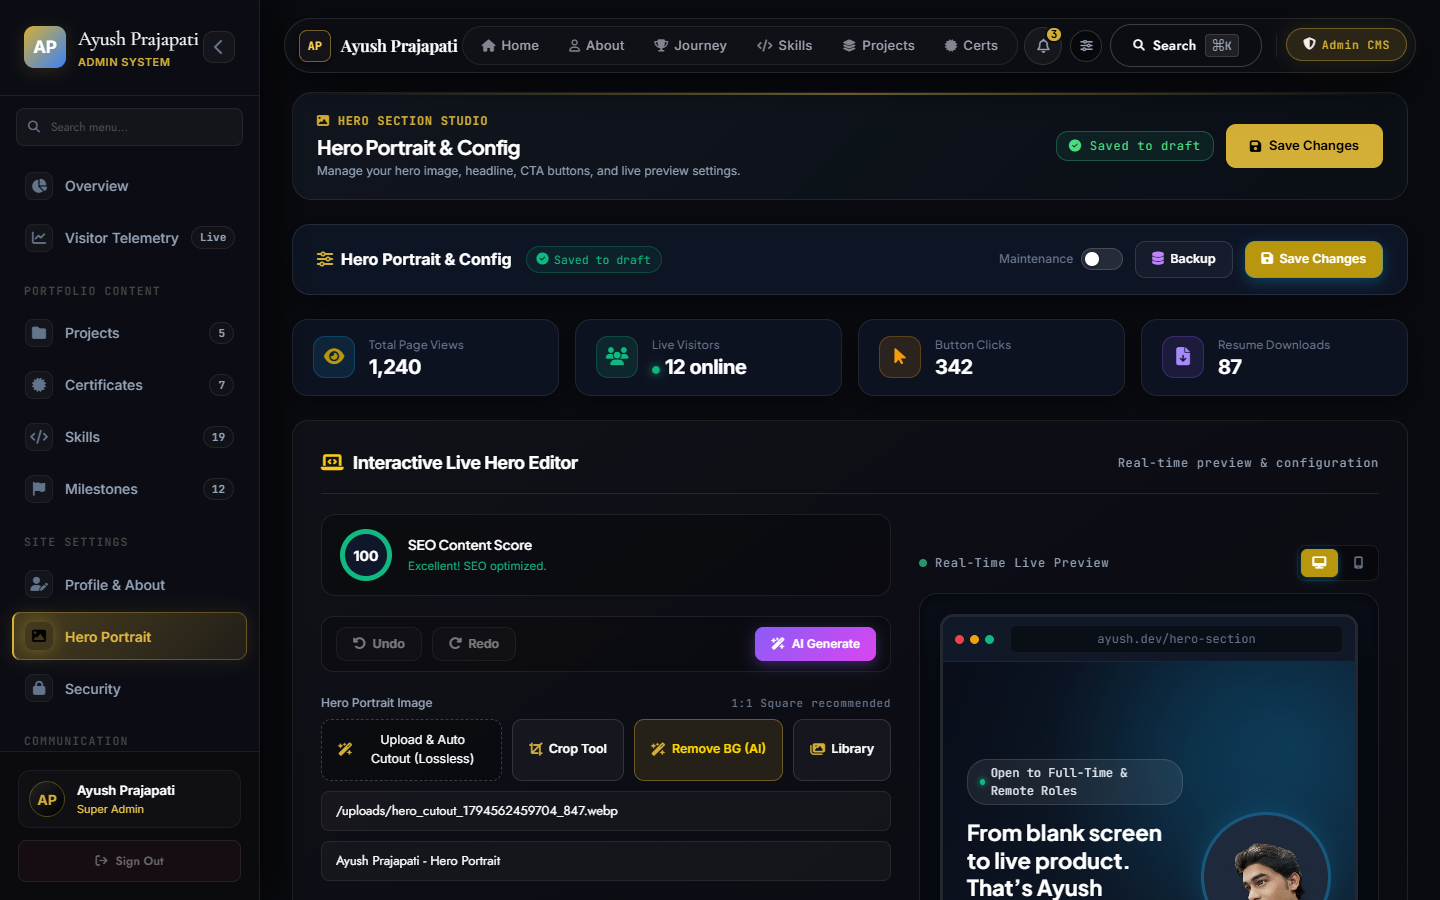 AP
Ayush Prajapati
ADMIN SYSTEM
Search menu...
Overview
Visitor Telemetry
Live
PORTFOLIO CONTENT
Projects
5
Certificates
7
Skills
19
Milestones
12
SITE SETTINGS
Profile & About
Hero Portrait
Security
COMMUNICATION
AP
Ayush Prajapati
Super Admin
Sign Out
AP
Ayush Prajapati
Home
About
Journey
Skills
Projects
Certs
3
Search
⌘K
Admin CMS
HERO SECTION STUDIO
Hero Portrait & Config
Manage your hero image, headline, CTA buttons, and live preview settings.
Saved to draft
Save Changes
Hero Portrait & Config
Saved to draft
Maintenance
Backup
Save Changes
Total Page Views
1,240
Live Visitors
12 online
Button Clicks
342
Resume Downloads
87
Interactive Live Hero Editor
Real-time preview & configuration
100
SEO Content Score
Excellent! SEO optimized.
Undo
Redo
AI Generate
Hero Portrait Image
1:1 Square recommended
Upload & Auto
Cutout (Lossless)
Crop Tool
Remove BG (AI)
Library
/uploads/hero_cutout_1794562459704_847.webp
Ayush Prajapati - Hero Portrait
Real-Time Live Preview
ayush.dev/hero-section
Open to Full-Time &
Remote Roles
From blank screen
to live product.
That's Ayush